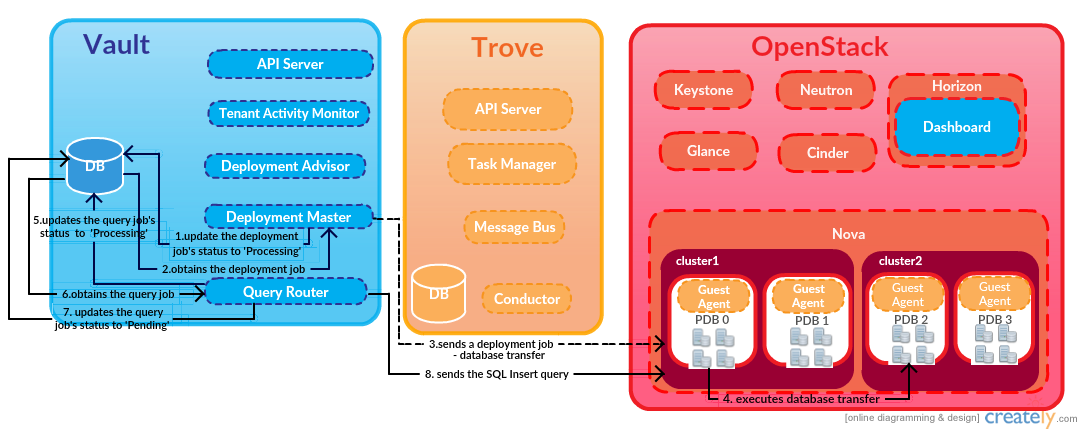 Vault
API Server
Tenant Activity Monitor
Deployment Advisor
Deployment Master
Query Router
DB
5.updates the query job's
status to 'Processing'
1.update the deployment
job's status to 'Processing'
2.obtains the deployment job
6.obtains the query job
7. updates the query
job's status to 'Pending'
Trove
API Server
Task Manager
Message Bus
DB
Conductor
3.sends a deployment job
- database transfer
8. sends the SQL Insert query
OpenStack
Keystone
Neutron
Horizon
Dashboard
Glance
Cinder
Nova
cluster1
Guest
Agent
PDB 0
Guest
Agent
PDB 1
cluster2
Guest
Agent
PDB 2
Guest
Agent
PDB 3
4. executes database transfer
[online diagramming & design] creately.com